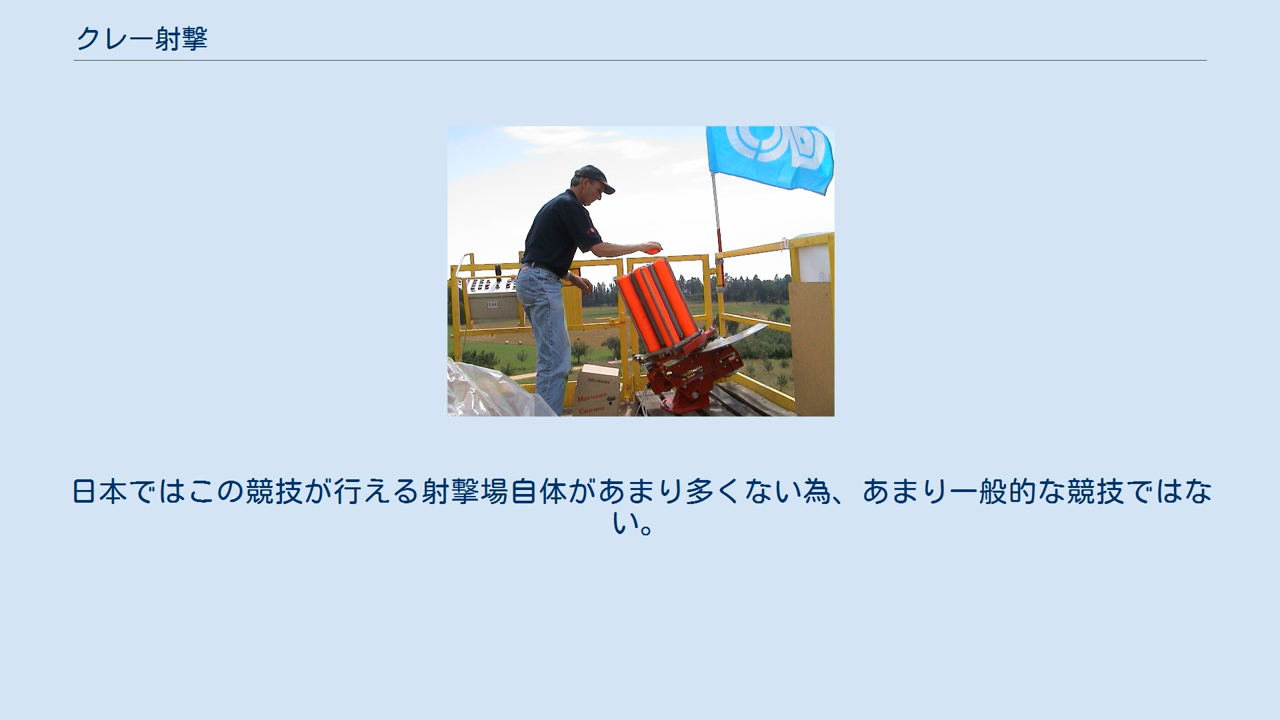 クレー射撃
日本ではこの競技が行える射撃場自体があまり多くない為、あまり一般的な競技ではな
い。